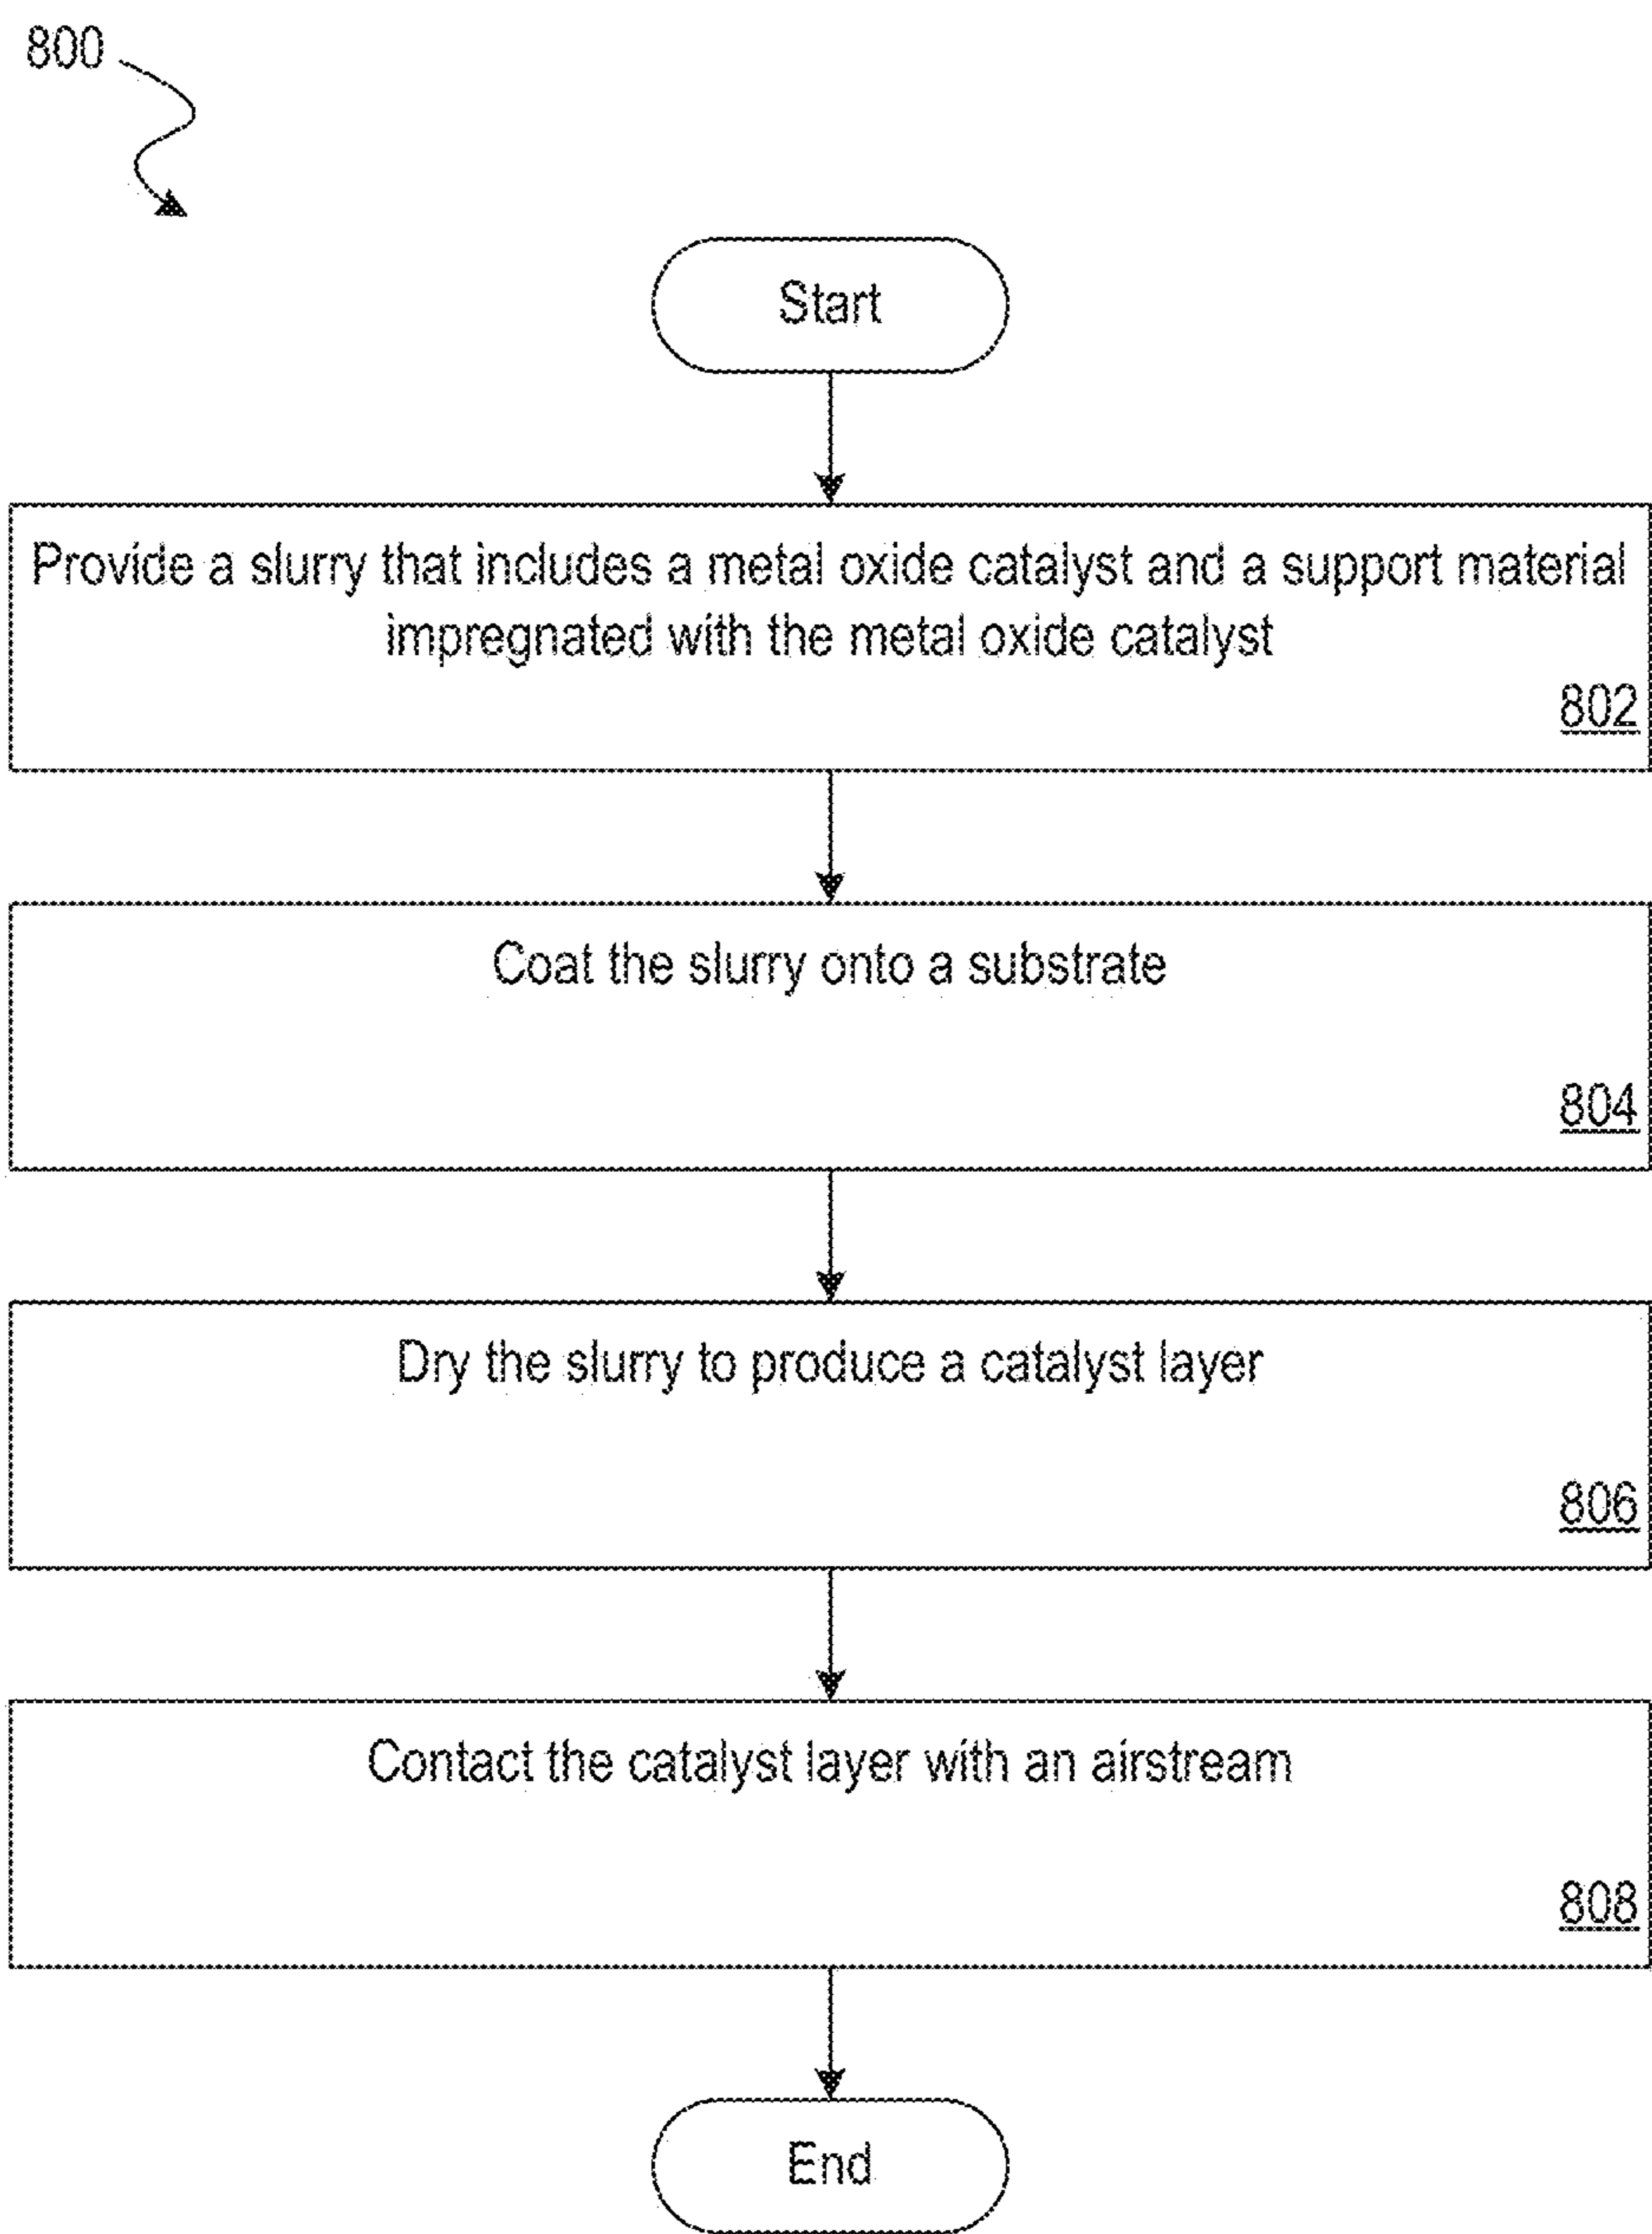 800
Start
Provide a slurry that includes a metal oxide catalyst and a support material
impregnated with the metal oxide catalyst
802
Coat the slurry onto a substrate
804
Dry the slurry to produce a catalyst layer
806
Contact the catalyst layer with an airstream
808
End